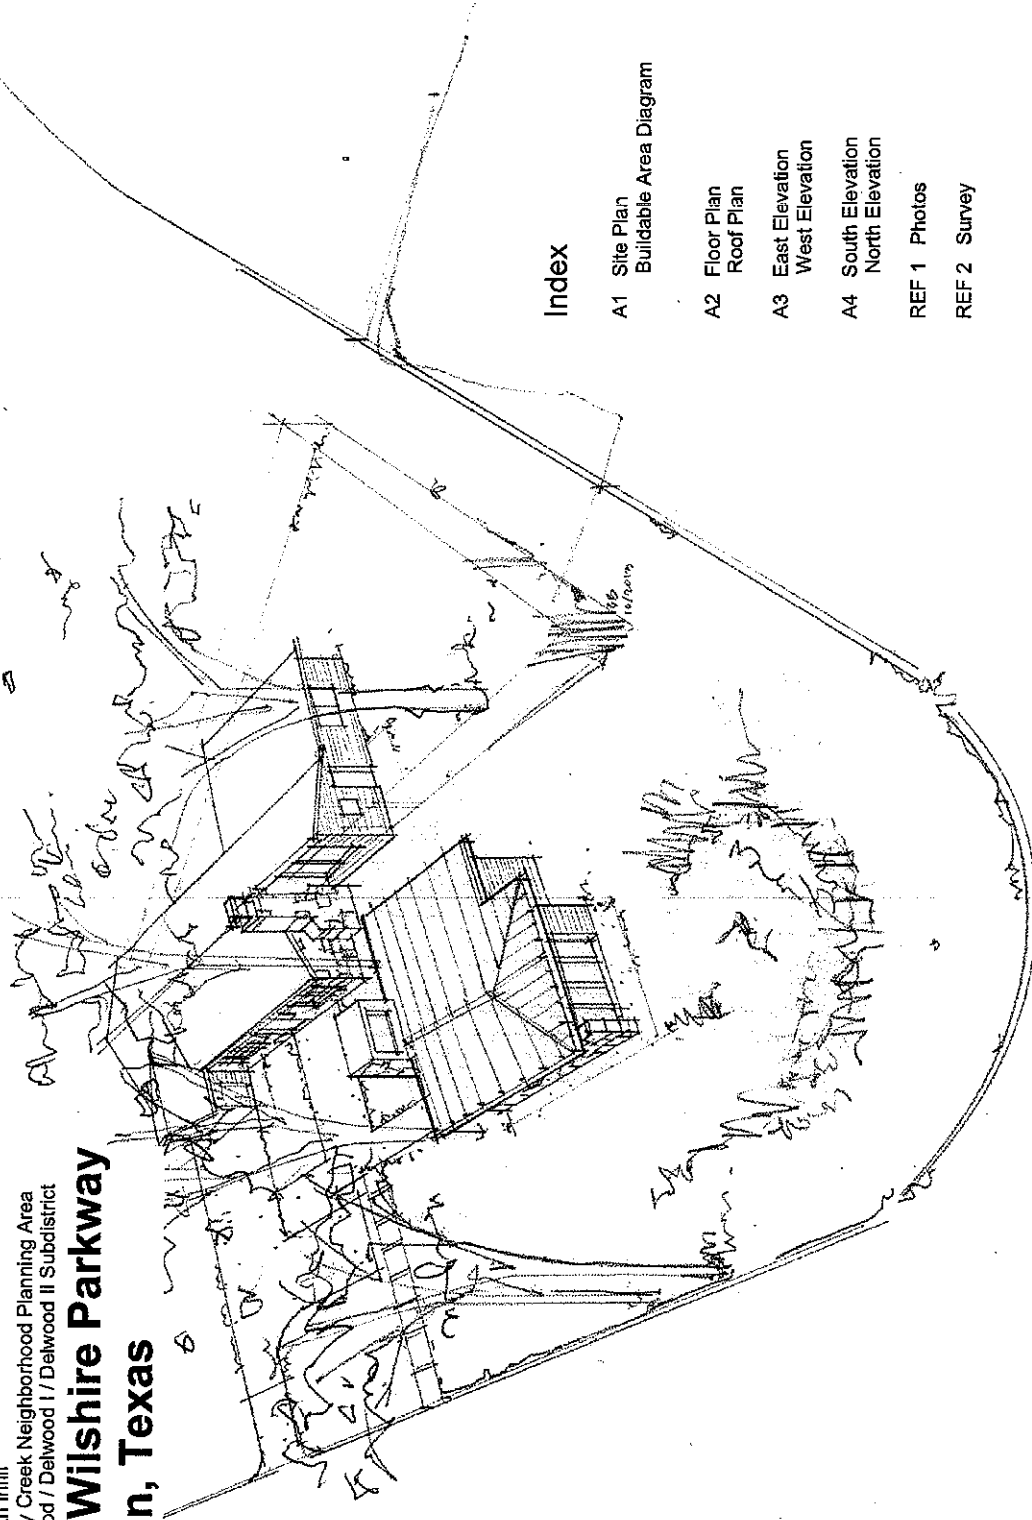 Creek Neighborhood Planning Area
/ Delwood I / Delwood II Subdistrict
Wilshire Parkway
n, Texas
Index
A1 Site Plan
Buildable Area Diagram
A2 Floor Plan
Roof Plan
A3 East Elevation
West Elevation
A4 South Elevation
North Elevation
REF 1 Photos
REF 2 Survey